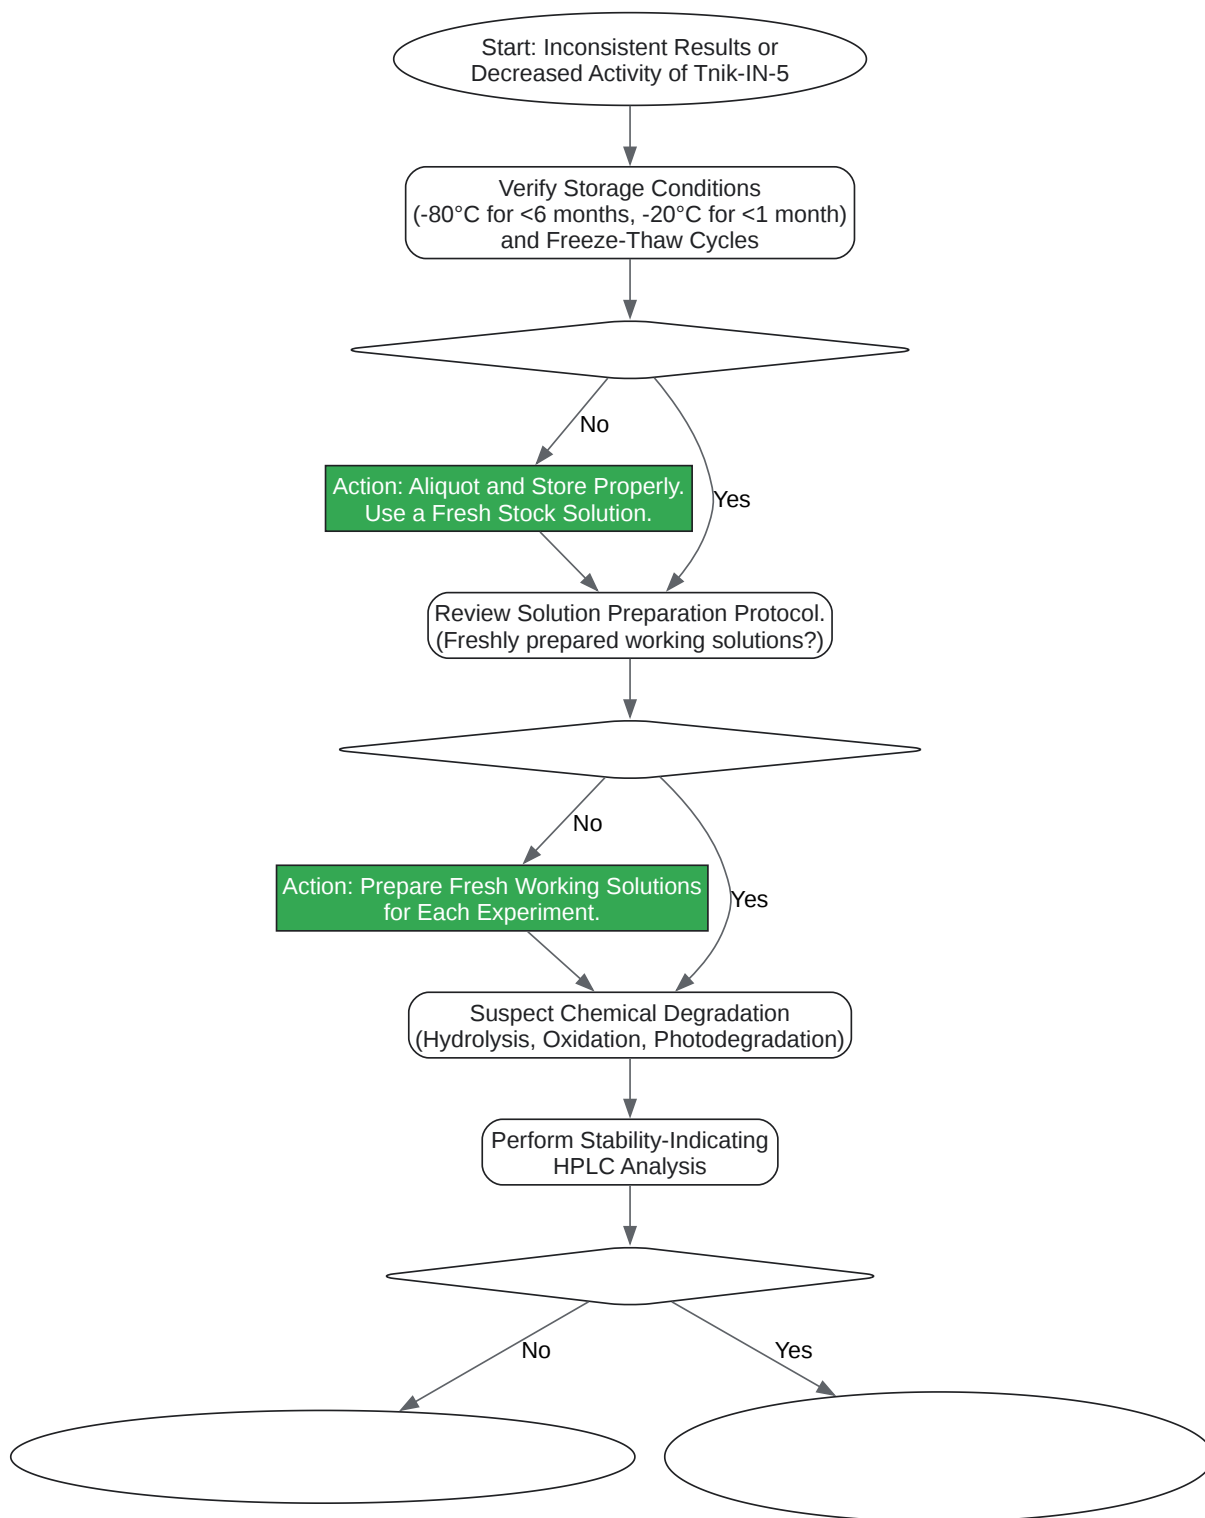 Start: Inconsistent Results or
Decreased Activity of Tnik-IN-5
Verify Storage Conditions
(-80°C for <6 months, -20°C for <1 month)
and Freeze-Thaw Cycles
No
Action: Aliquot and Store Properly.
Use a Fresh Stock Solution.
Yes
Review Solution Preparation Protocol.
(Freshly prepared working solutions?)
No
Action: Prepare Fresh Working Solutions
for Each Experiment.
Yes
Suspect Chemical Degradation
(Hydrolysis, Oxidation, Photodegradation)
Perform Stability-Indicating
HPLC Analysis
No
Yes